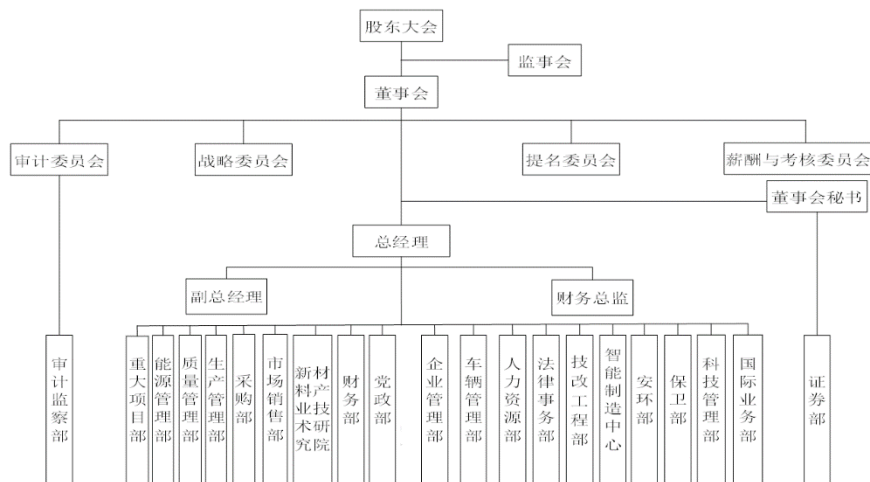 股东大会
监事会
董事会
审计委员会
战略委员会
提名委员会
薪酬与考核委员会
董事会秘书
总经理
副总经理
财务总监
审计监察部
重大项目部
能源管理部
质量管理部
生产管理部
采购部
市场销售部
新材料产业技术研究院
财务部
党政部
企业管理部
车辆管理部
人力资源部
法律事务部
技改工程部
智能制造中心
安环部
保卫部
科技管理部
国际业务部
证券部